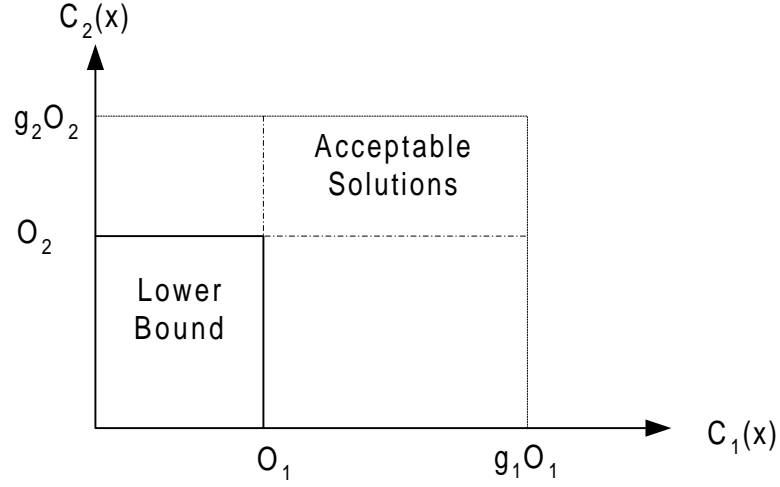 C₂(x)
g₂O₂
Acceptable
Solutions
O₂
Lower
Bound
C₁(x)
O₁
g₁O₁